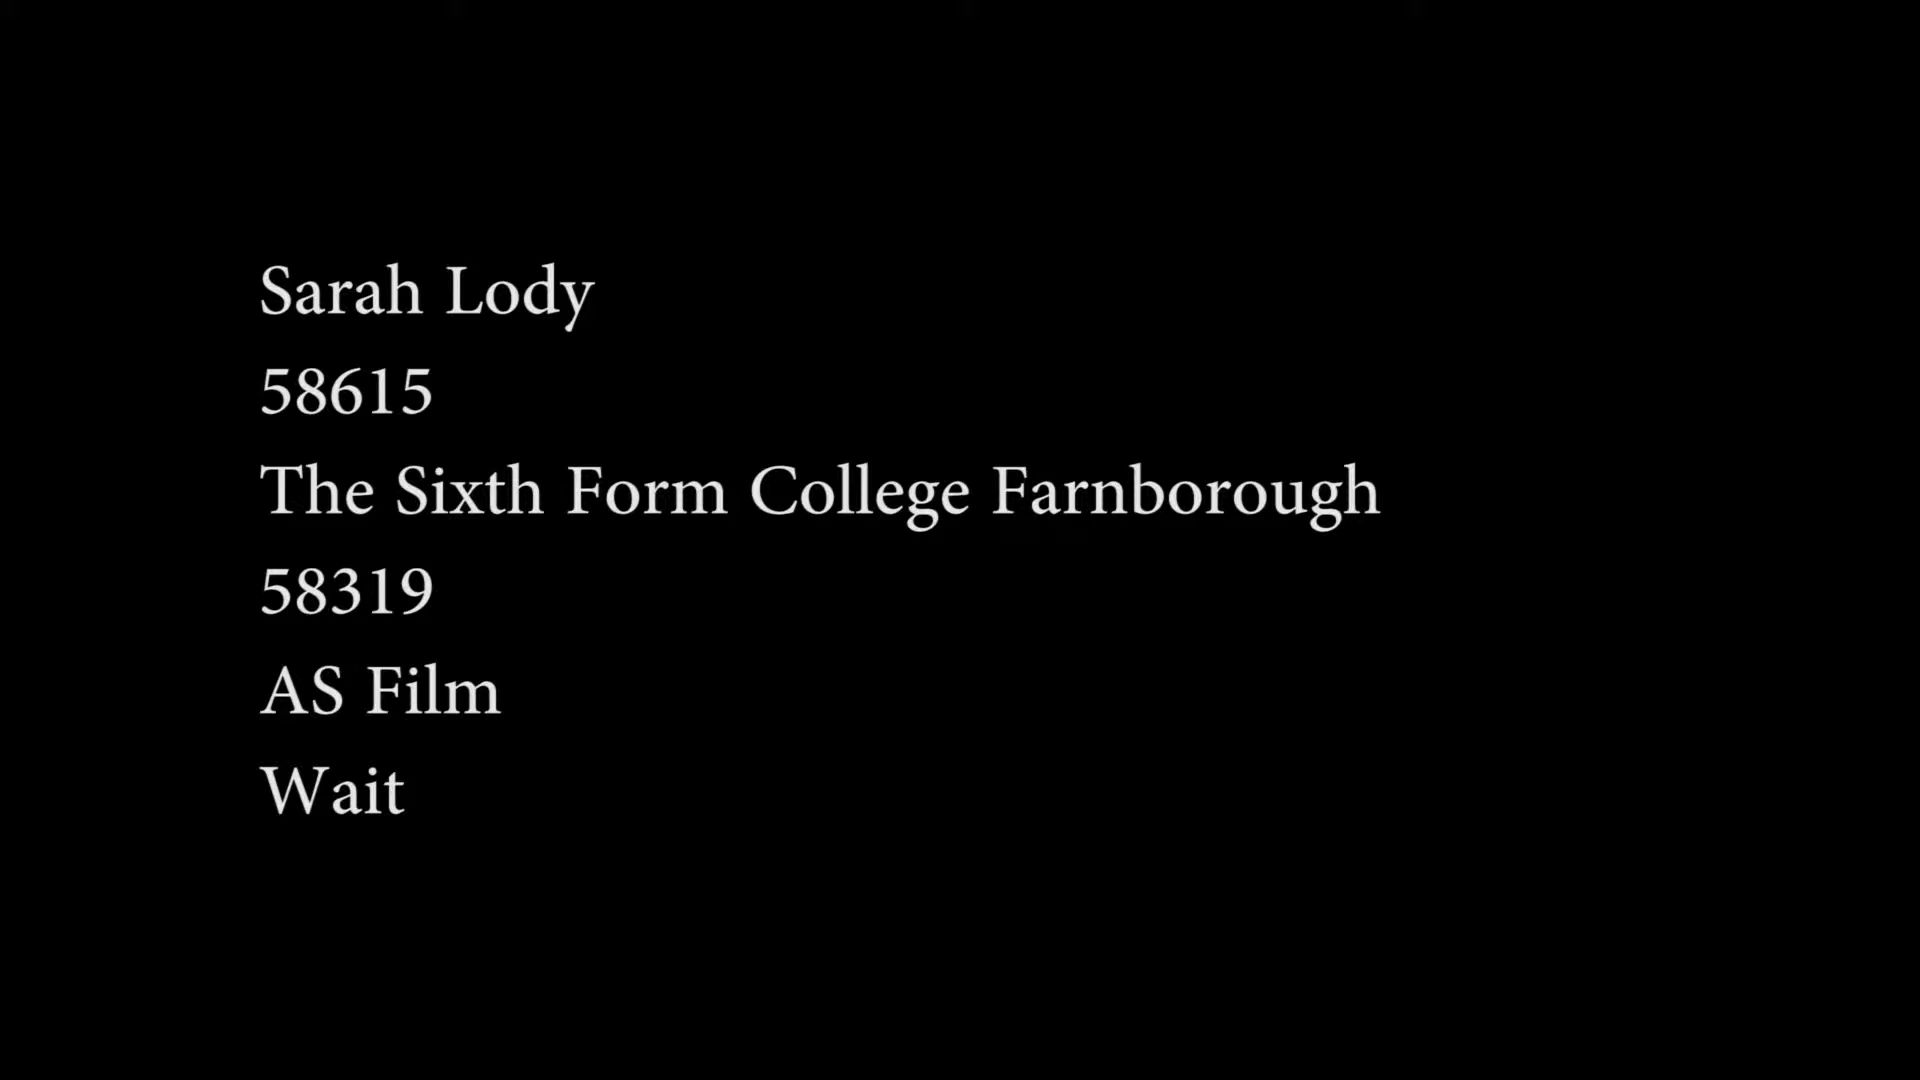 Sarah Lody
58615
The Sixth Form College Farnborough
58319
AS Film
Wait